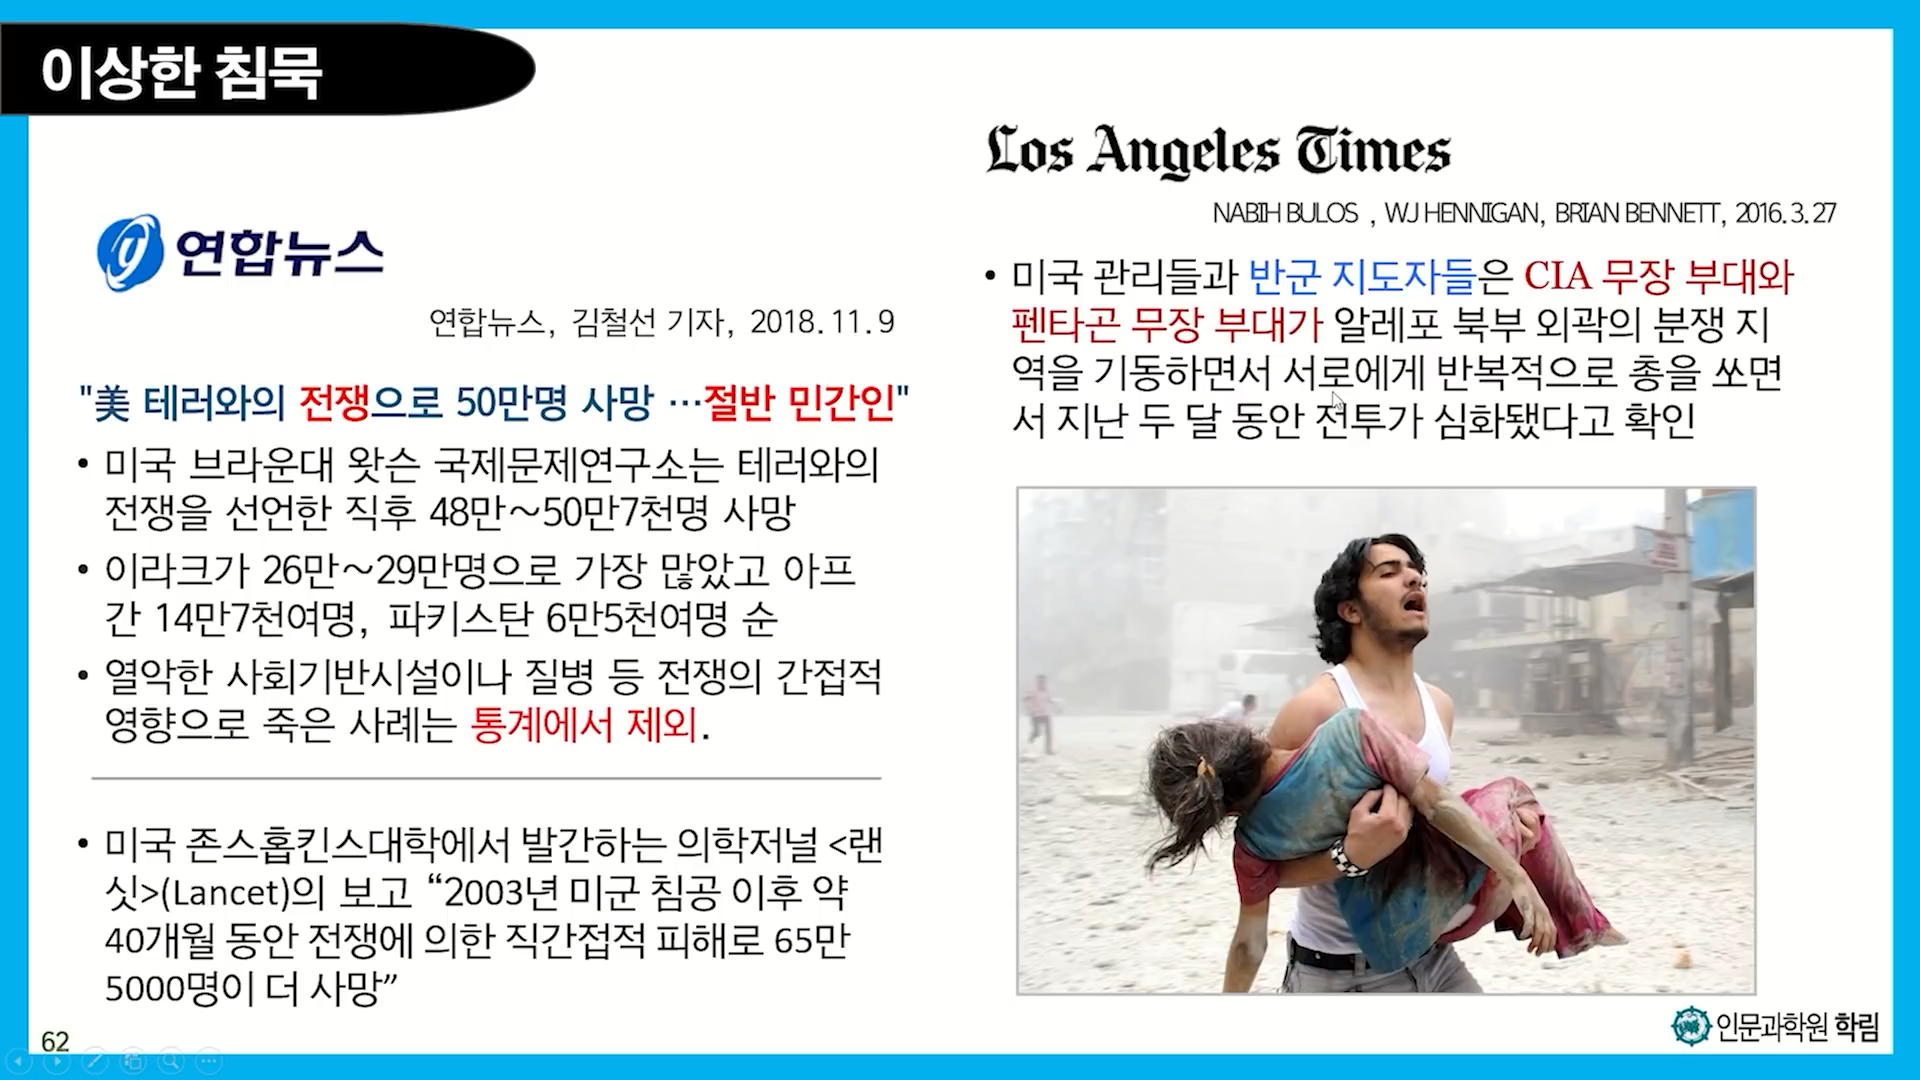 이상한 침묵
연합뉴스
연합뉴스, 김철선 기자, 2018.11.9
"美 테러와의 전쟁으로 50만명 사망 …절반 민간인"
• 미국 브라운대 왓슨 국제문제연구소는 테러와의
전쟁을 선언한 직후 48만~50만7천명 사망
• 이라크가 26만~29만명으로 가장 많았고 아프
간 14만7천여명, 파키스탄 6만5천여명 순
• 열악한 사회기반시설이나 질병 등 전쟁의 간접적
영향으로 죽은 사례는 통계에서 제외.
• 미국 존스홉킨스대학에서 발간하는 의학저널 <랜
싯>(Lancet)의 보고 “2003년 미군 침공 이후 약
40개월 동안 전쟁에 의한 직간접적 피해로 65만
5000명이 더 사망”
Los Angeles Times
NABIH BULOS , WJ HENNIGAN, BRIAN BENNETT, 2016.3.27
• 미국 관리들과 반군 지도자들은 CIA 무장 부대와
펜타곤 무장 부대가 알레포 북부 외곽의 분쟁 지
역을 기동하면서 서로에게 반복적으로 총을 쏘면
서 지난 두 달 동안 전투가 심화됐다고 확인
62
인문과학원 학림